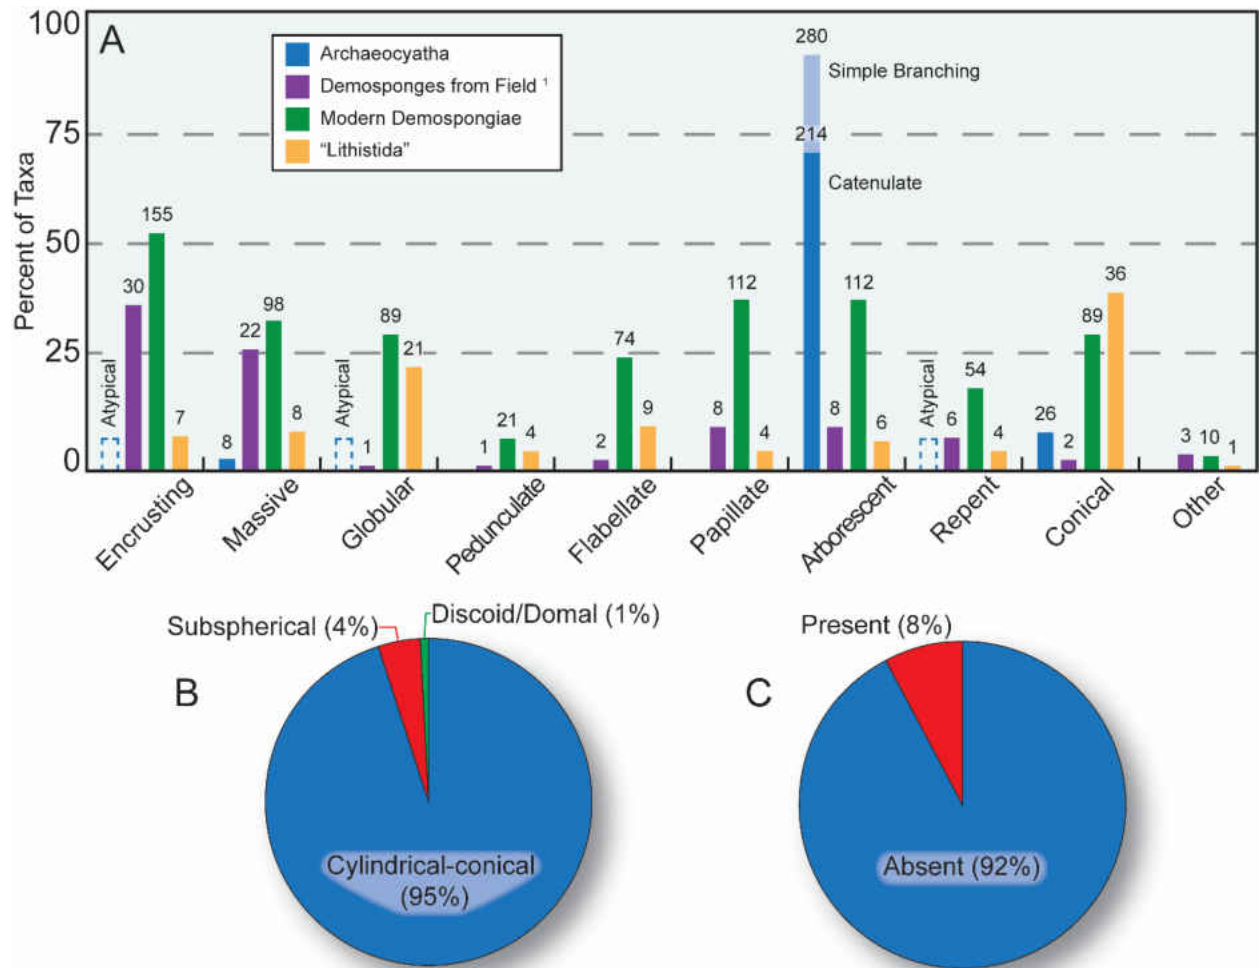 100
A
Archaeocyatha
Demosponges from Field ¹
Modern Demospongiae
“Lithistida”
280
Simple Branching
75
214
Catenulate
Percent of Taxa
50
25
0
Atypical
30
155
7
8
22
98
8
Atypical
1
89
21
1
21
4
2
74
9
8
112
4
8
112
6
Atypical
6
54
4
26
2
89
36
3
10
1
Encrusting
Massive
Globular
Pedunculate
Flabellate
Papillate
Arborescent
Repent
Conical
Other
B
Subspherical (4%)
Discoid/Domal (1%)
Cylindrical-conical
(95%)
C
Present (8%)
Absent (92%)